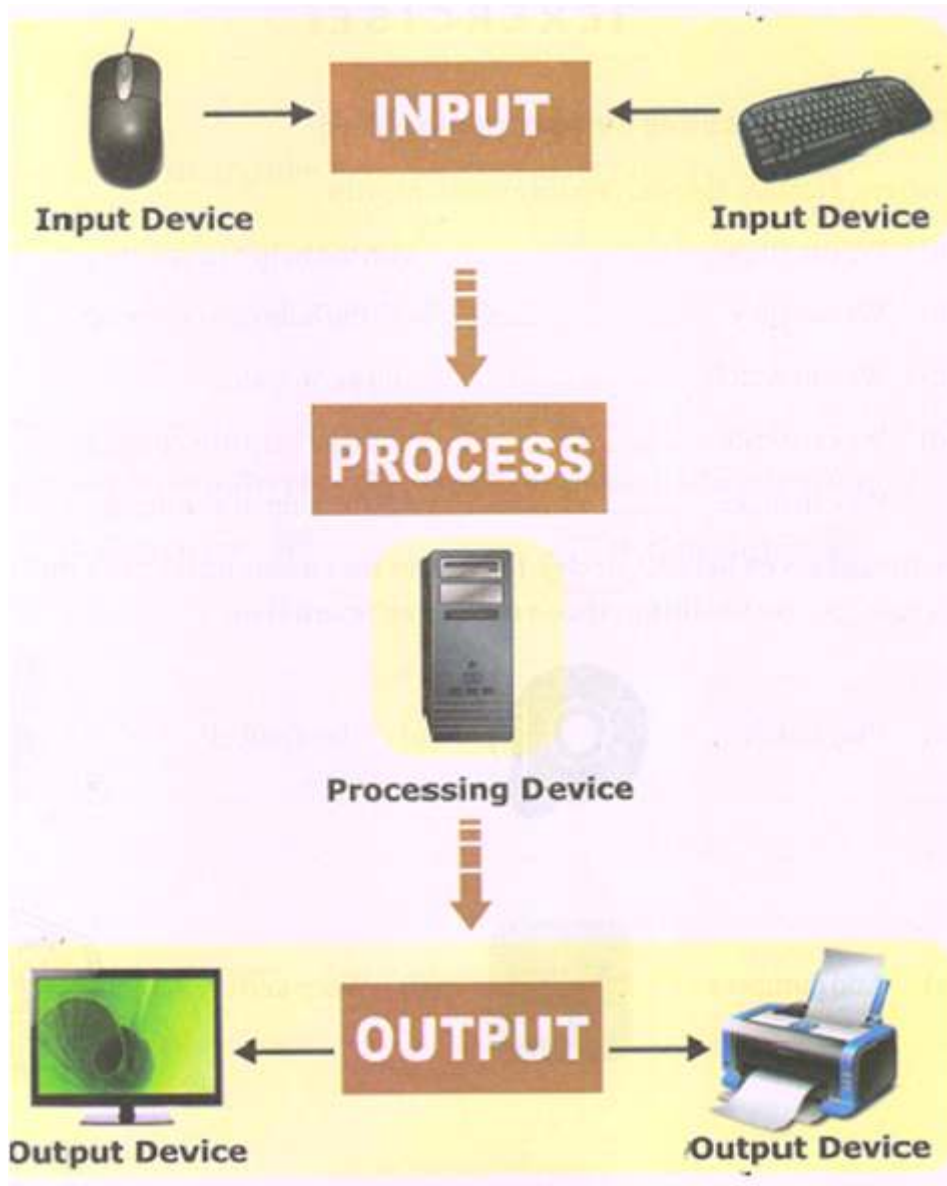 INPUT
Input Device
Input Device
PROCESS
Processing Device
OUTPUT
Output Device
Output Device